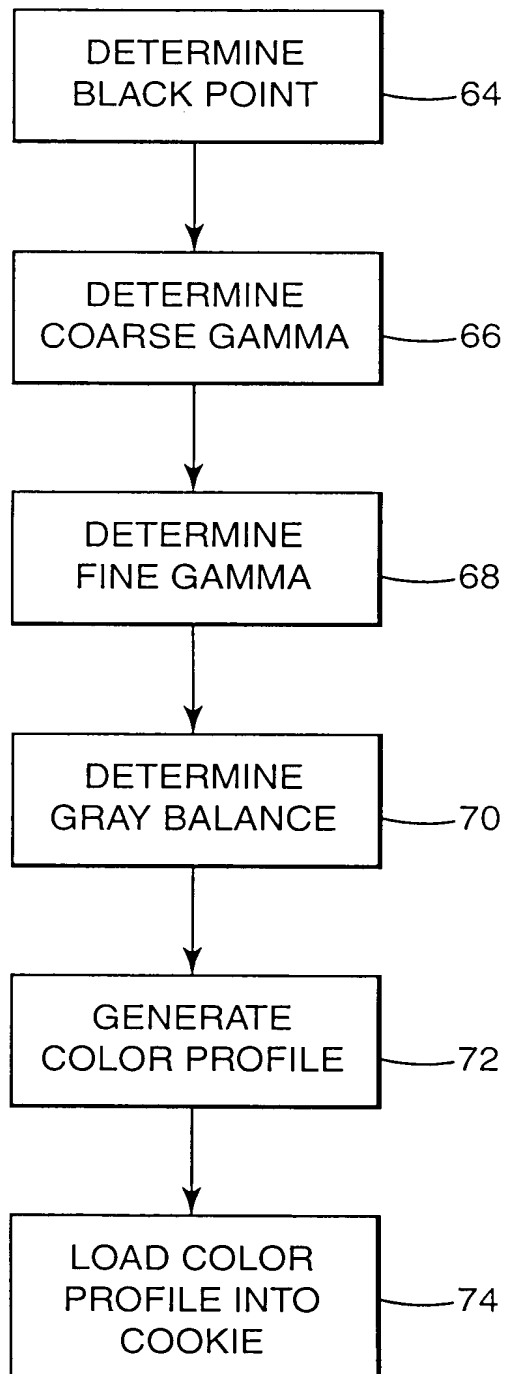 DETERMINE
BLACK POINT
64
DETERMINE
COARSE GAMMA
66
DETERMINE
FINE GAMMA
68
DETERMINE
GRAY BALANCE
70
GENERATE
COLOR PROFILE
72
LOAD COLOR
PROFILE INTO
COOKIE
74